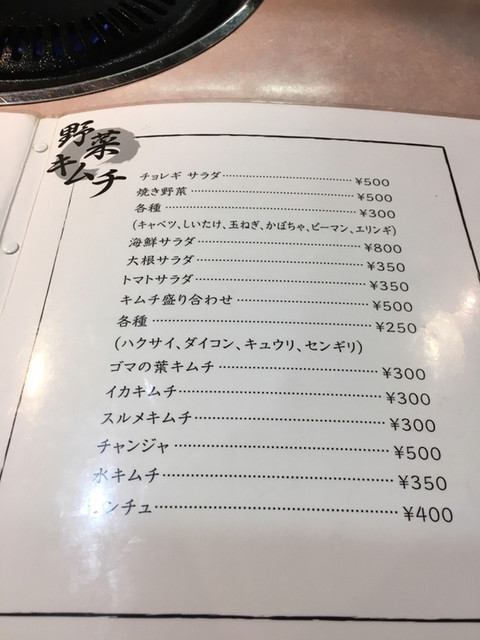 野菜
キムチ
チョレギ サラダ ¥500
焼き野菜 ¥500
各種 ¥300
(キャベツ、しいたけ、玉ねぎ、かぼちゃ、ピーマン、エリンギ)
海鮮サラダ ¥800
大根サラダ ¥350
トマトサラダ ¥350
キムチ盛り合わせ ¥500
各種 ¥250
(ハクサイ、ダイコン、キュウリ、センギリ)
ゴマの葉キムチ ¥300
イカキムチ ¥300
スルメキムチ ¥300
チャンジャ ¥500
水キムチ ¥350
ンチュ ¥400